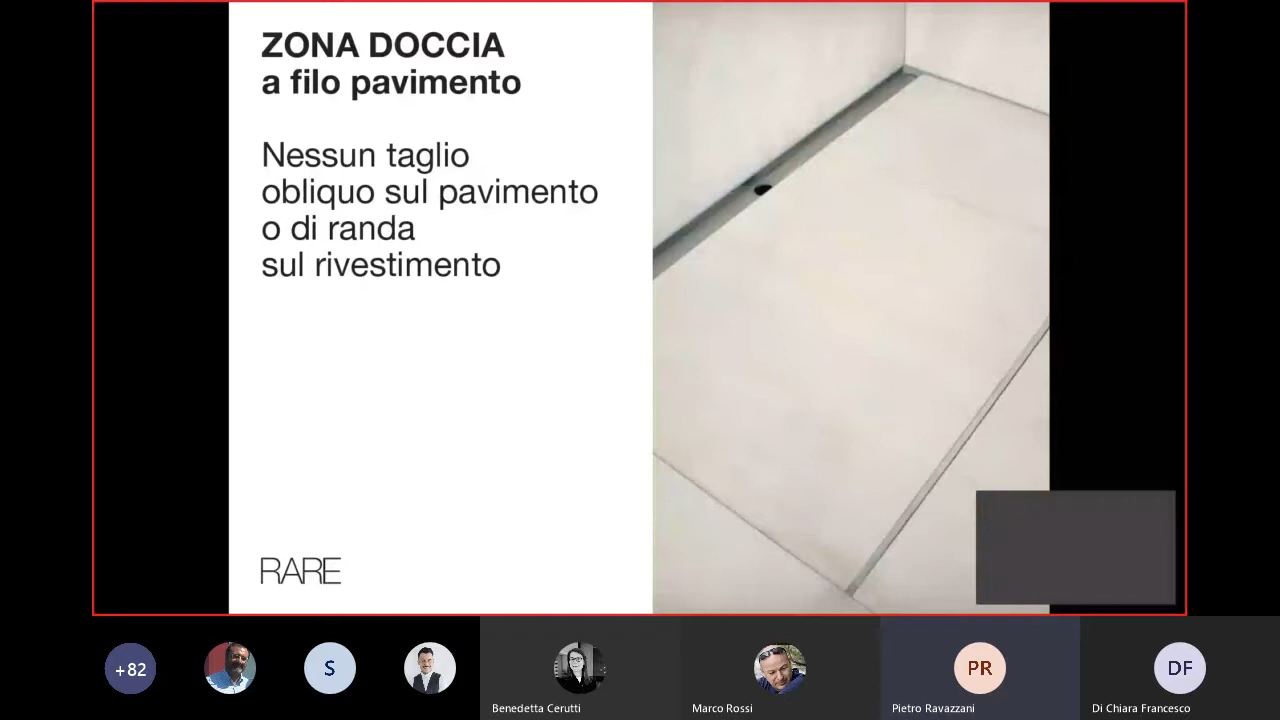 ZONA DOCCIA
a filo pavimento
Nessun taglio
obliquo sul pavimento
o di randa
sul rivestimento
RARE
+82
S
PR
DF
Benedetta Cerutti
Marco Rossi
Pietro Ravazzani
Di Chiara Francesco